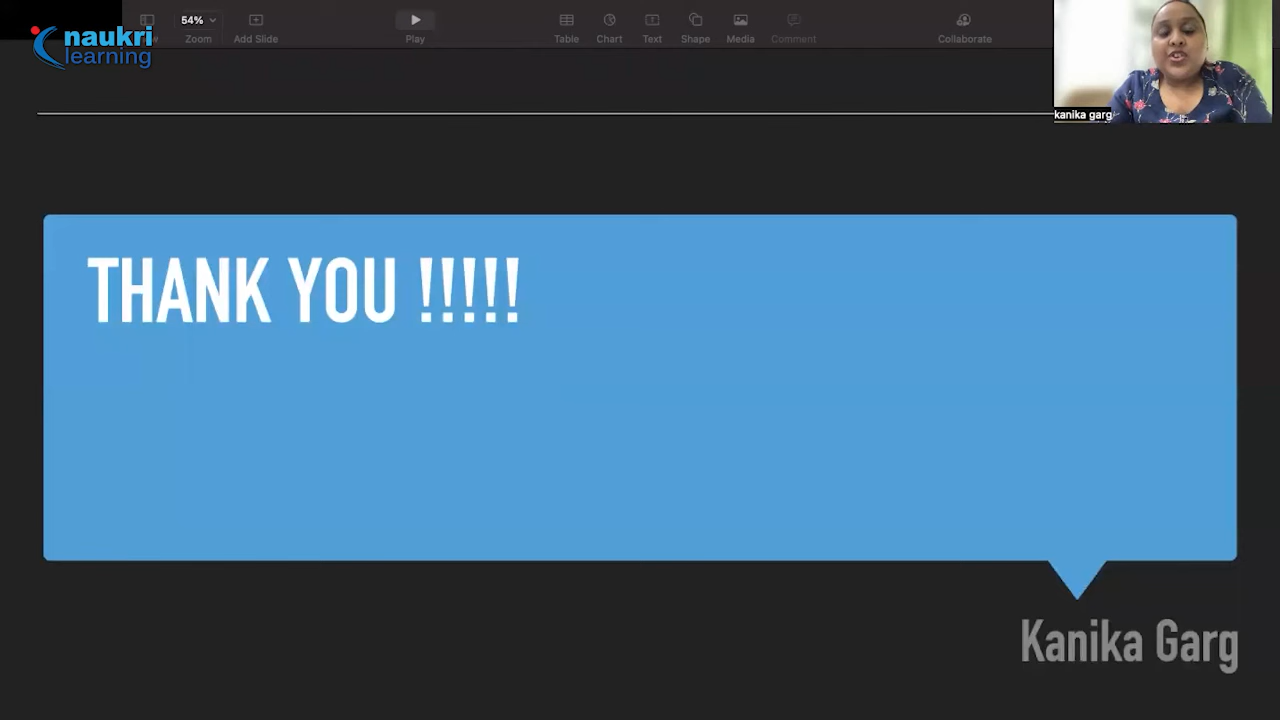 naukri
learning
54%
Zoom
Add Slide
Play
Table
Chart
Text
Shape
Media
Comment
Collaborate
kanika garg
THANK YOU !!!!!
Kanika Garg